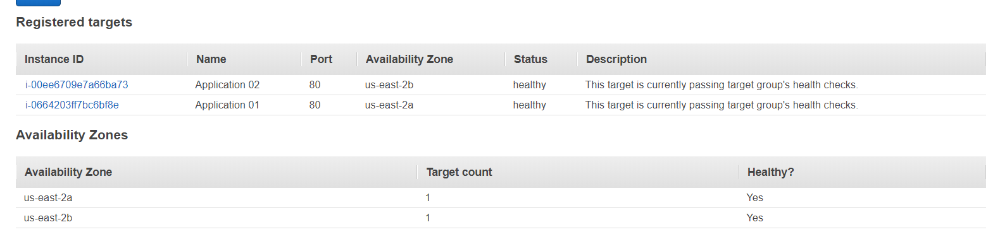 Registered targets
Instance ID Name Port Availability Zone Status Description
i-00ee6709e7a66ba73 Application 02 80 us-east-2b healthy This target is currently passing target group's health checks.
i-0664203ff7bc6bf8e Application 01 80 us-east-2a healthy This target is currently passing target group's health checks.
Availability Zones
Availability Zone Target count Healthy?
us-east-2a 1 Yes
us-east-2b 1 Yes